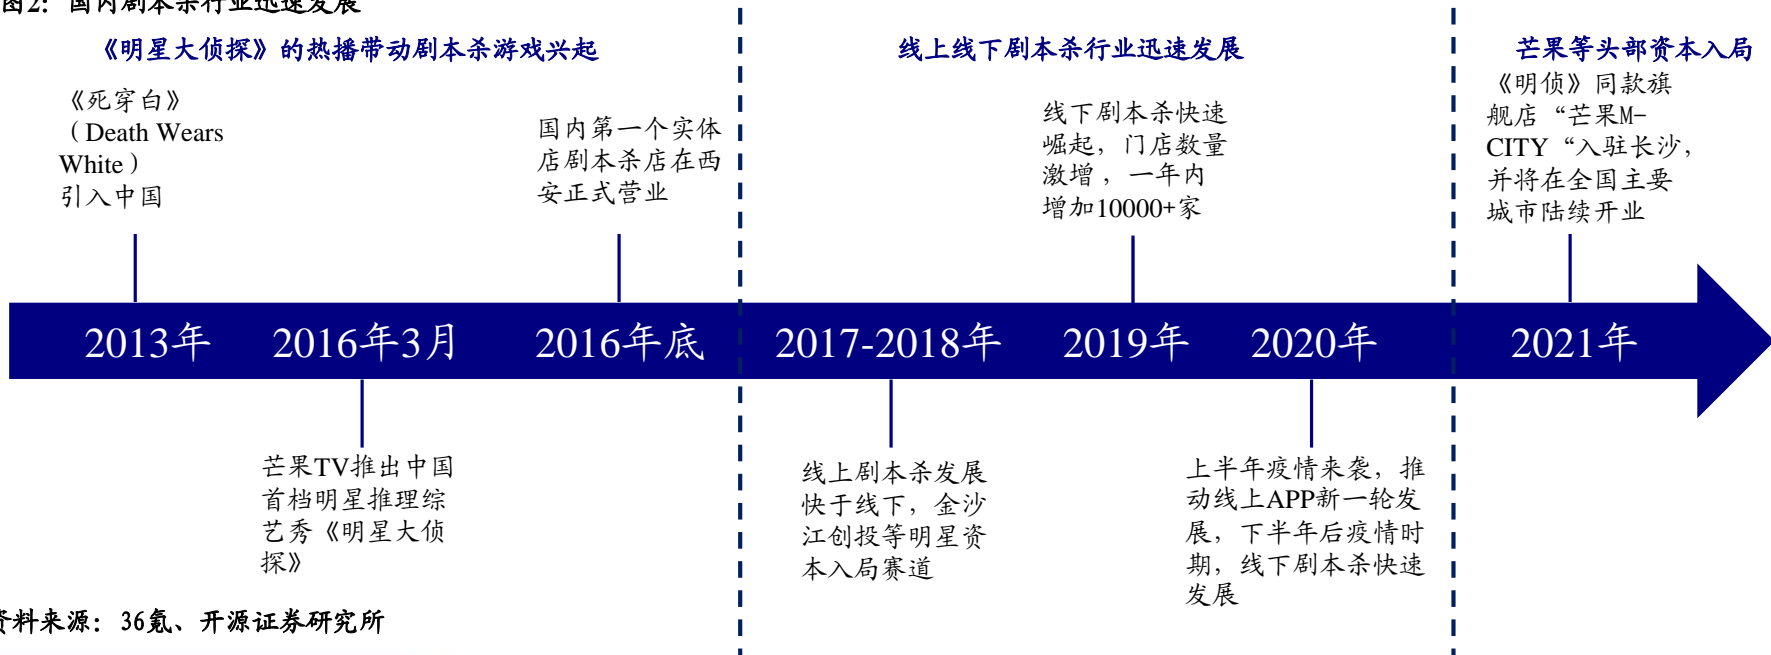 图2：国内剧本杀行业迅速发展
《明星大侦探》的热播带动剧本杀游戏兴起
线上线下剧本杀行业迅速发展
芒果等头部资本入局
《死穿白》
（Death Wears
White）
引入中国
国内第一个实体
店剧本杀店在西
安正式营业
线下剧本杀快速
崛起，门店数量
激增，一年内
增加10000+家
《明侦》同款旗
舰店“芒果M-
CITY“入驻长沙，
并将在全国主要
城市陆续开业
2013年
2016年3月
2016年底
2017-2018年
2019年
2020年
2021年
芒果TV推出中国
首档明星推理综
艺秀《明星大侦
探》
线上剧本杀发展
快于线下，金沙
江创投等明星资
本入局赛道
上半年疫情来袭，推
动线上APP新一轮发
展，下半年后疫情时
期，线下剧本杀快速
发展
资料来源：36氪、开源证券研究所